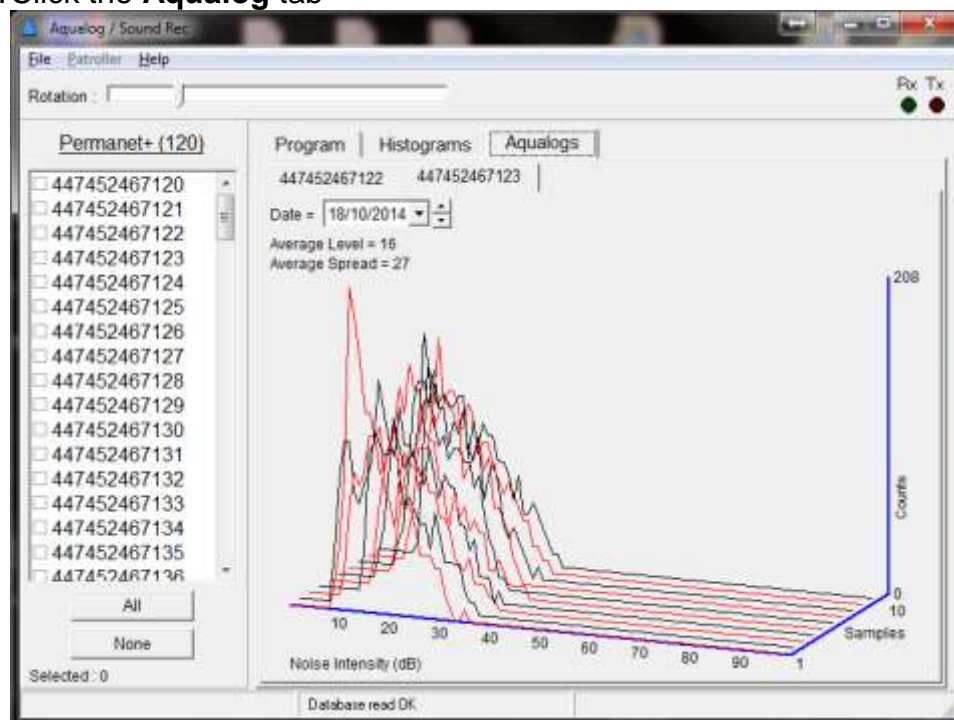 Click the Aqualog tab
Aqualog / Sound Rec
File Patroller Help
Rotation :
Rx Tx
Permanet+ (120)
447452467120
447452467121
447452467122
447452467123
447452467124
447452467125
447452467126
447452467127
447452467128
447452467129
447452467130
447452467131
447452467132
447452467133
447452467134
447452467135
447452467136
All
None
Selected : 0
Program Histograms Aqualogs
447452467122 447452467123
Date = 18/10/2014
Average Level = 16
Average Spread = 27
208
Counts
0
10
Samples
1
10 20 30 40 50 60 70 80 90
Noise Intensity (dB)
Database read OK